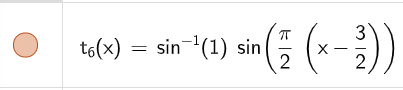 t₆(x) = sin⁻¹(1) sin(π/2 (x − 3/2))